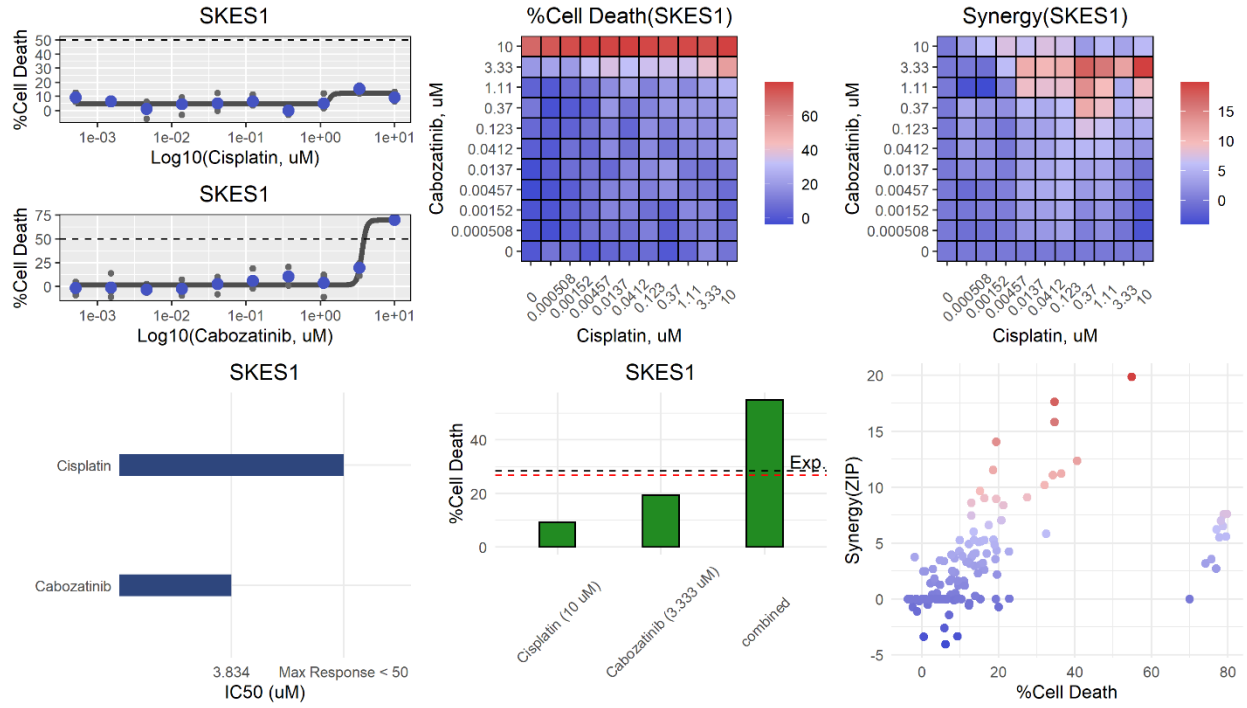 SKES1
%Cell Death
50
40
30
20
10
0
1e-03
1e-02
1e-01
1e+00
1e+01
Log10(Cisplatin, uM)
SKES1
%Cell Death
75
50
25
0
1e-03
1e-02
1e-01
1e+00
1e+01
Log10(Cabozatinib, uM)
%Cell Death(SKES1)
Cabozatinib, uM
10
3.33
1.11
0.37
0.123
0.0412
0.0137
0.00457
0.00152
0.000508
0
0
0.000508
0.00152
0.00457
0.0137
0.0412
0.123
0.37
1.11
3.33
10
Cisplatin, uM
60
40
20
0
Synergy(SKES1)
Cabozatinib, uM
10
3.33
1.11
0.37
0.123
0.0412
0.0137
0.00457
0.00152
0.000508
0
0
0.000508
0.00152
0.00457
0.0137
0.0412
0.123
0.37
1.11
3.33
10
Cisplatin, uM
15
10
5
0
SKES1
Cisplatin
Cabozatinib
3.834
Max Response < 50
IC50 (uM)
SKES1
%Cell Death
40
20
0
Exp.
Cisplatin (10 uM)
Cabozatinib (3.333 uM)
combined
Synergy(ZIP)
20
15
10
5
0
-5
0
20
40
60
80
%Cell Death